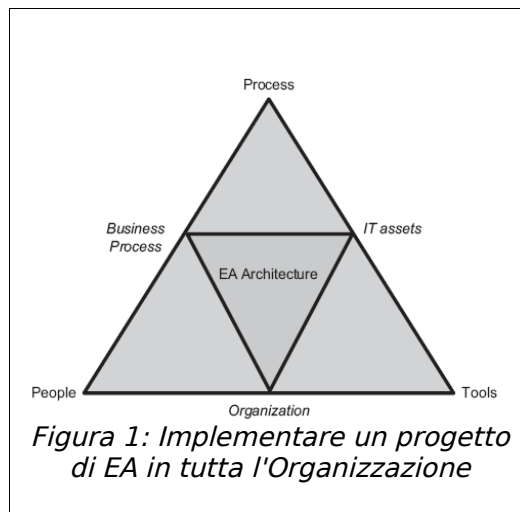 Process
Business
Process
IT assets
EA Architecture
People
Tools
Organization
Figura 1: Implementare un progetto
di EA in tutta l'Organizzazione